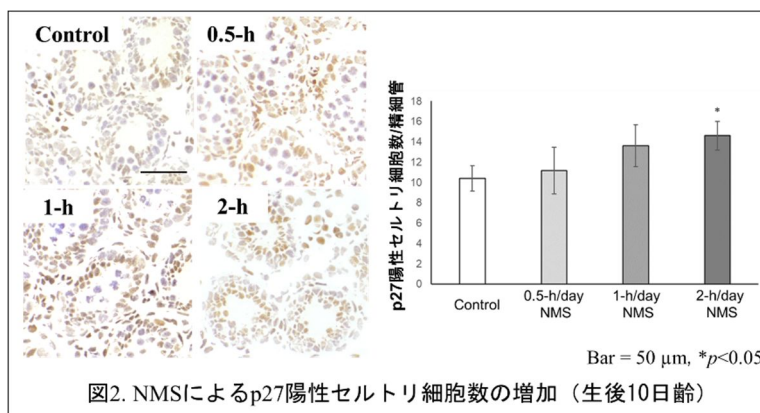 Control
0.5-h
1-h
2-h
p27陽性セルトリ細胞数/精細管
18
16
14
12
10
8
6
4
2
0
*
Control
0.5-h/day
NMS
1-h/day
NMS
2-h/day
NMS
Bar = 50 µm, *p<0.05
図2. NMSによるp27陽性セルトリ細胞数の増加（生後10日齢）